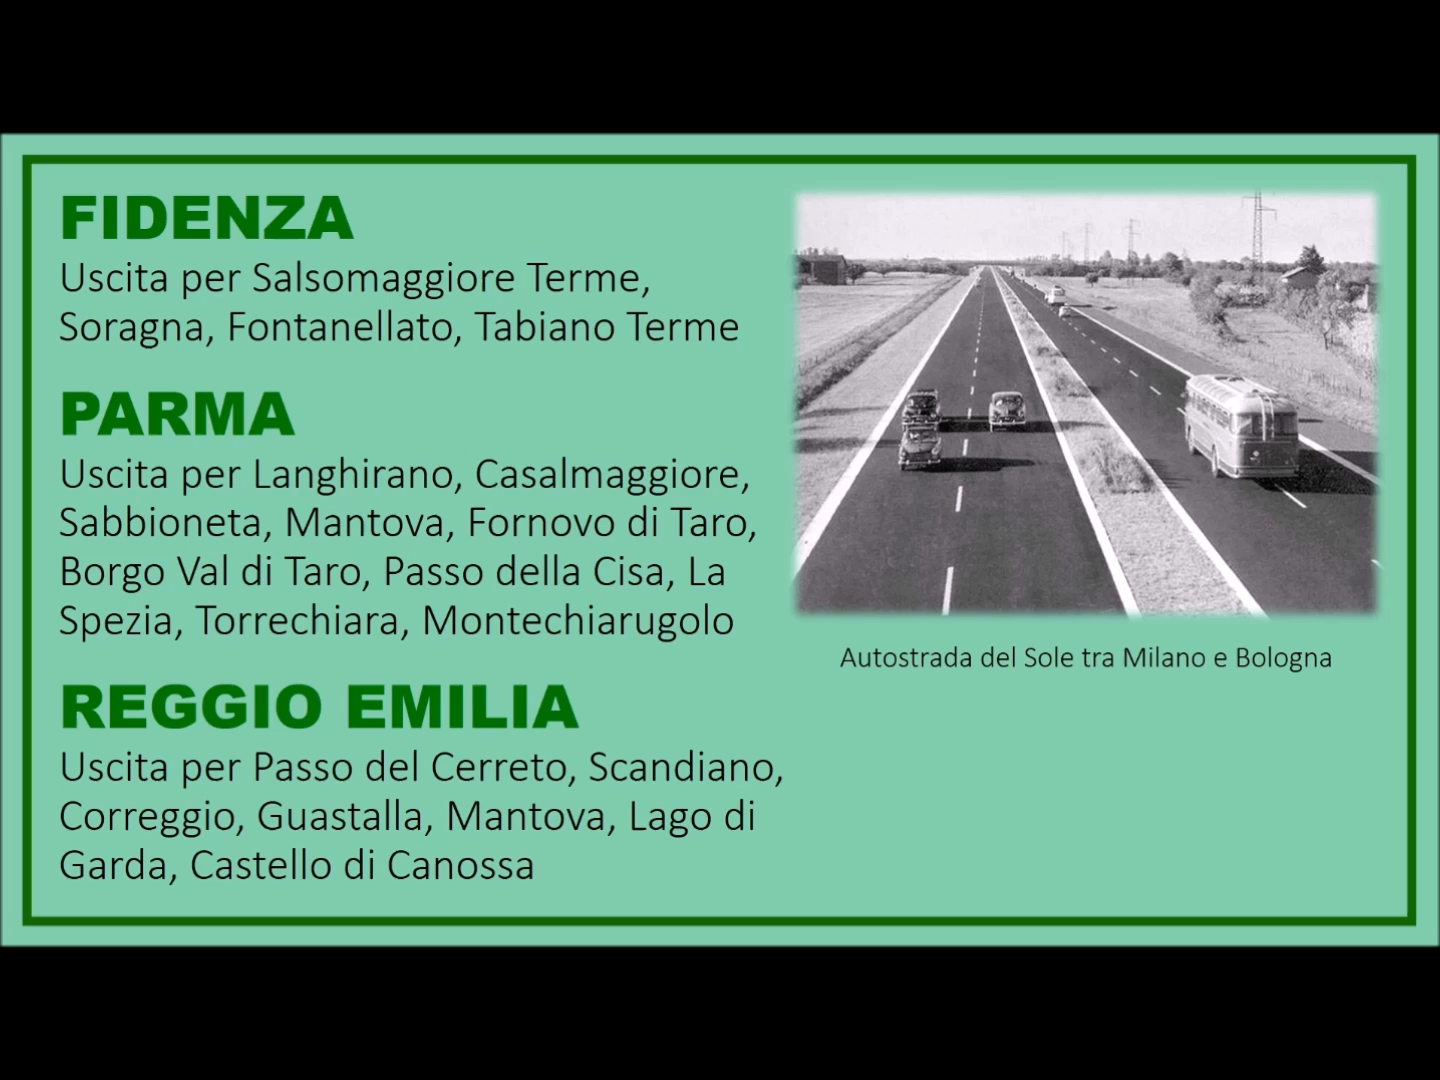 FIDENZA
Uscita per Salsomaggiore Terme,
Soragna, Fontanellato, Tabiano Terme
PARMA
Uscita per Langhirano, Casalmaggiore,
Sabbioneta, Mantova, Fornovo di Taro,
Borgo Val di Taro, Passo della Cisa, La
Spezia, Torrechiara, Montechiarugolo
REGGIO EMILIA
Uscita per Passo del Cerreto, Scandiano,
Correggio, Guastalla, Mantova, Lago di
Garda, Castello di Canossa
Autostrada del Sole tra Milano e Bologna